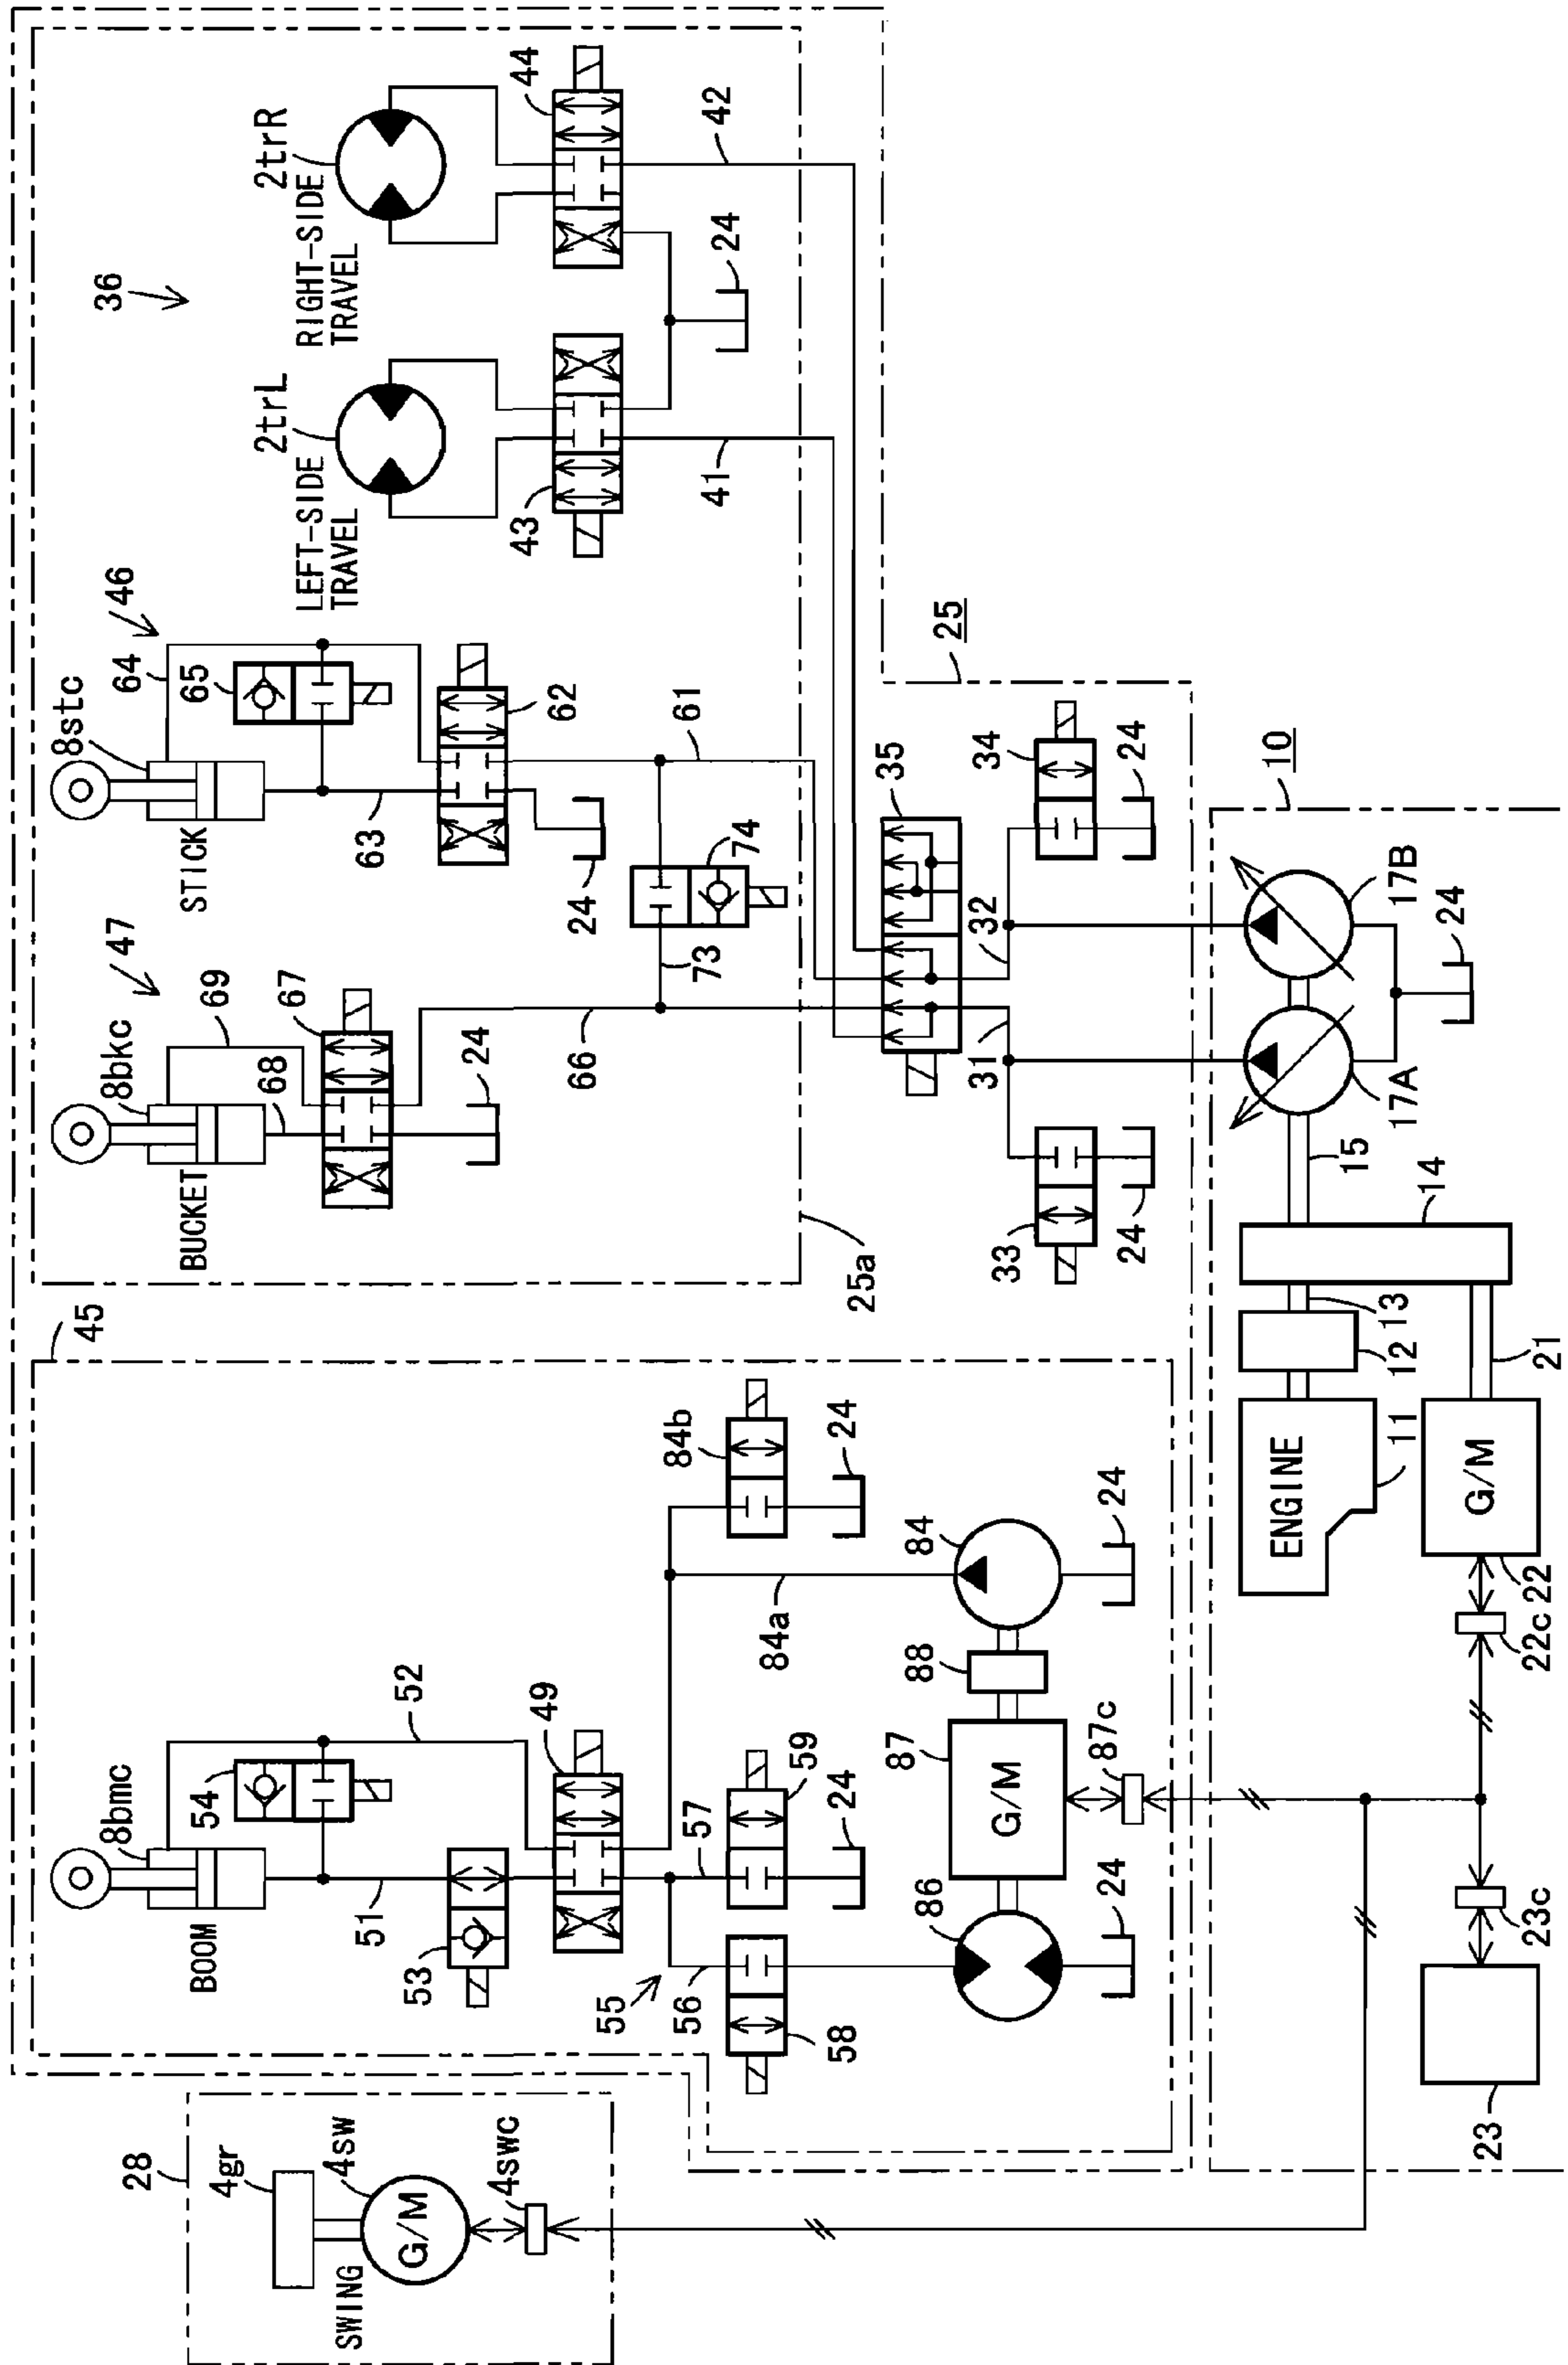 28
4gr
4sw
SWING
G/M
4swc
45
8bmc
BOOM
54
52
51
53
49
55
56
57
58
59
24
84b
24
84a
84
24
86
87
G/M
88
87c
24
36
47
46
8bkc
BUCKET
69
68
67
24
66
8stc
STICK
64
65
63
62
24
61
73
74
2trL
LEFT-SIDE
TRAVEL
2trR
RIGHT-SIDE
TRAVEL
43
44
41
42
24
25a
25
35
31
32
33
34
24
24
10
17A
17B
24
15
14
13
12
11
ENGINE
21
G/M
22
22c
23c
23